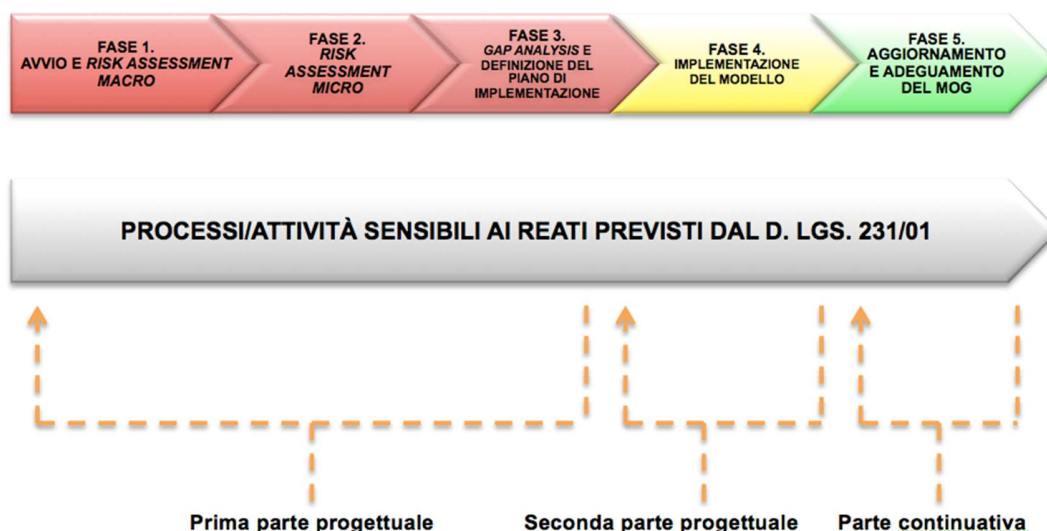 FASE 1.
AVVIO E RISK ASSESSMENT
MACRO
FASE 2.
RISK
ASSESSMENT
MICRO
FASE 3.
GAP ANALYSIS E
DEFINIZIONE DEL
PIANO DI
IMPLEMENTAZIONE
FASE 4.
IMPLEMENTAZIONE
DEL MODELLO
FASE 5.
AGGIORNAMENTO
E ADEGUAMENTO
DEL MOG
PROCESSI/ATTIVITÀ SENSIBILI AI REATI PREVISTI DAL D. LGS. 231/01
Prima parte progettuale
Seconda parte progettuale
Parte continuativa